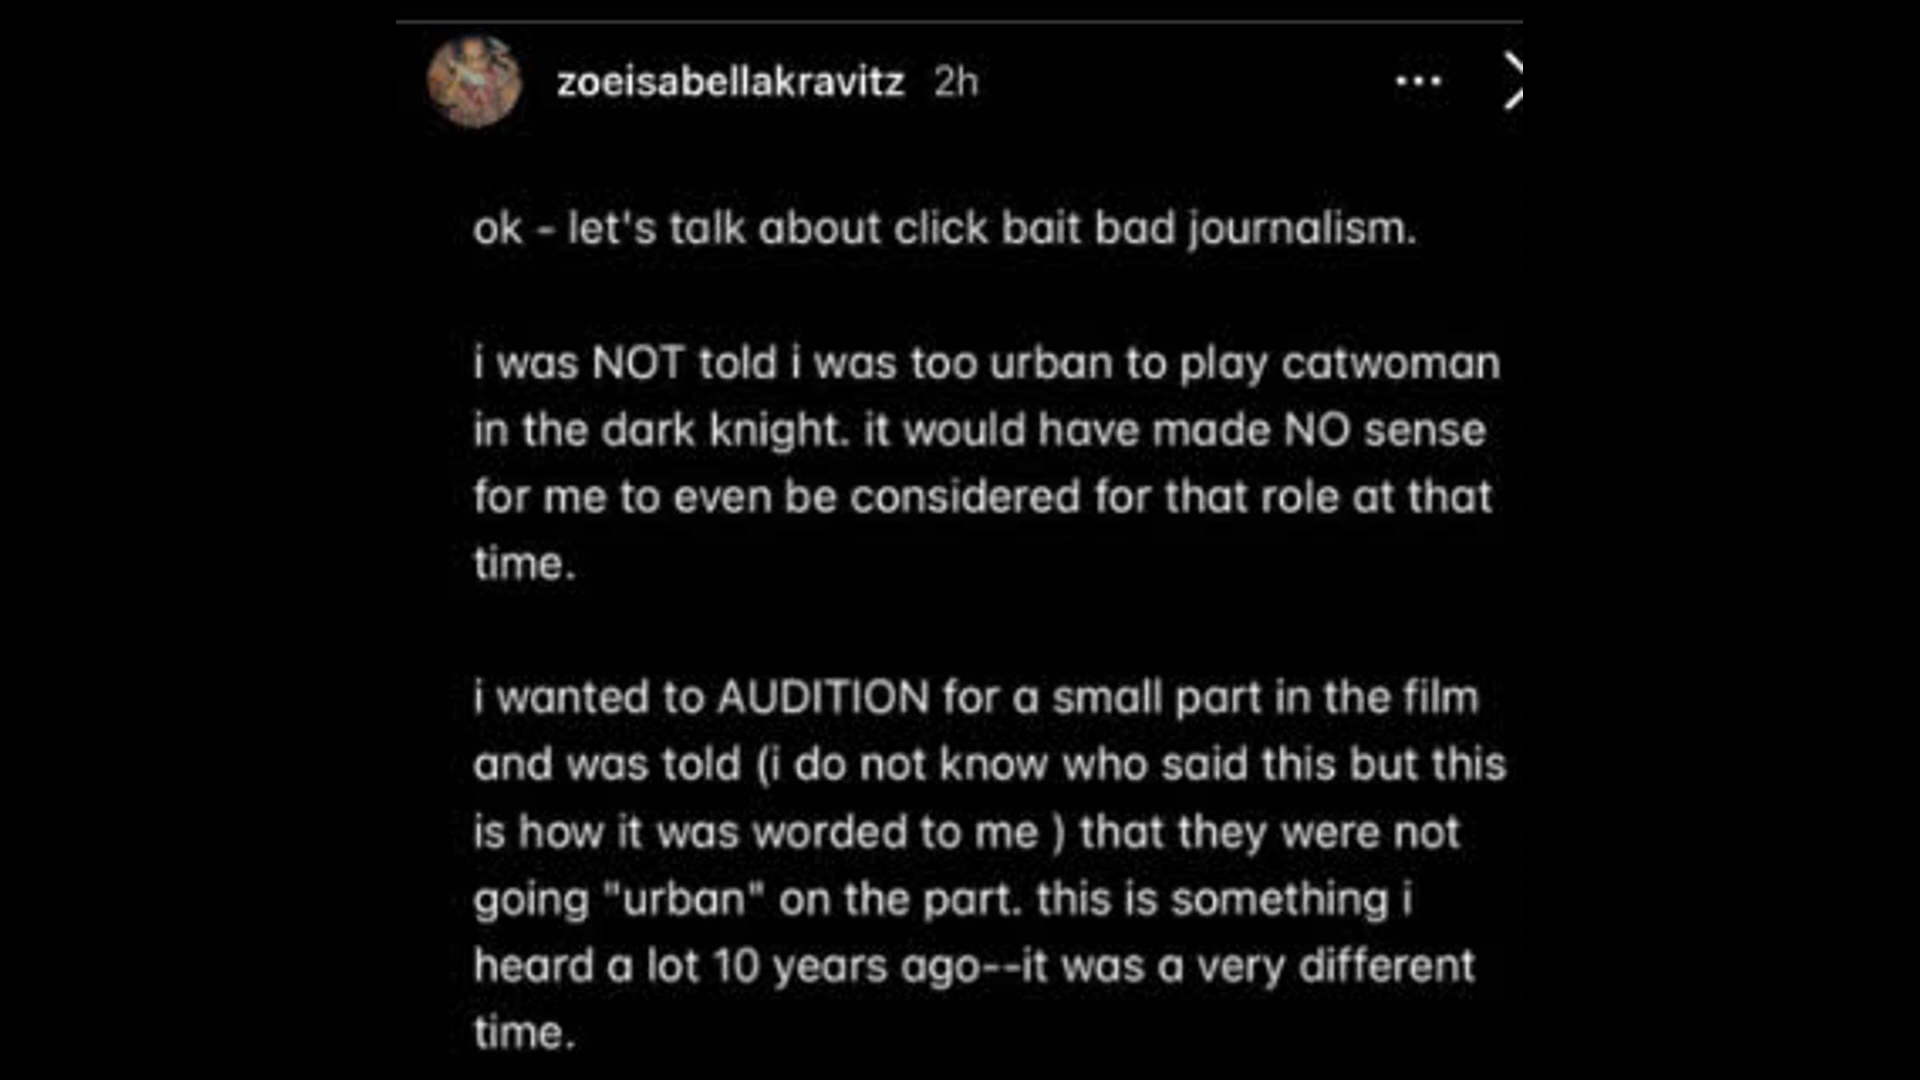 zoeisabellakravitz 2h
ok - let's talk about click bait bad journalism.
i was NOT told i was too urban to play catwoman
in the dark knight. it would have made NO sense
for me to even be considered for that role at that
time.
i wanted to AUDITION for a small part in the film
and was told (i do not know who said this but this
is how it was worded to me ) that they were not
going "urban" on the part. this is something i
heard a lot 10 years ago--it was a very different
time.